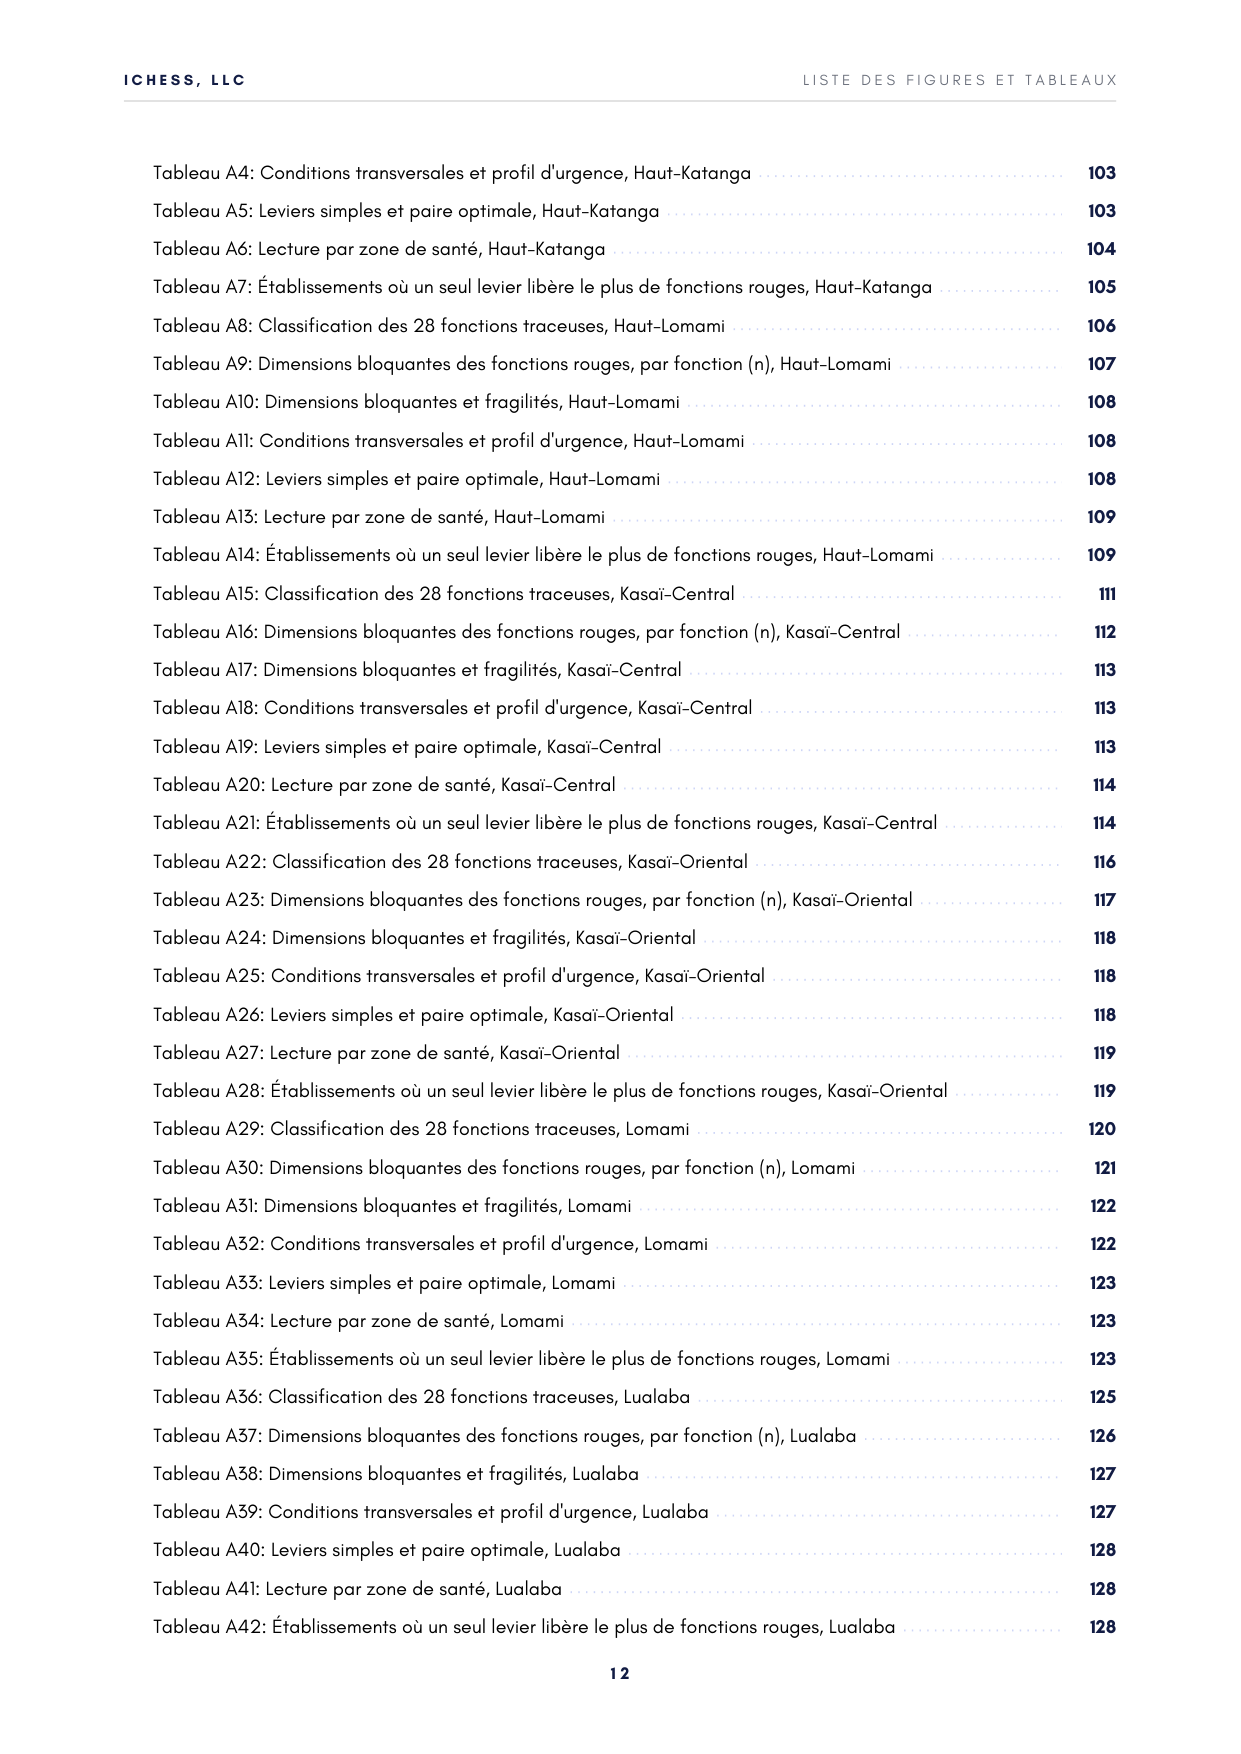 ICHESS, LLC
LISTE DES FIGURES ET TABLEAUX
Tableau A4: Conditions transversales et profil d'urgence, Haut-Katanga 103
Tableau A5: Leviers simples et paire optimale, Haut-Katanga 103
Tableau A6: Lecture par zone de santé, Haut-Katanga 104
Tableau A7: Établissements où un seul levier libère le plus de fonctions rouges, Haut-Katanga 105
Tableau A8: Classification des 28 fonctions traceuses, Haut-Lomami 106
Tableau A9: Dimensions bloquantes des fonctions rouges, par fonction (n), Haut-Lomami 107
Tableau A10: Dimensions bloquantes et fragilités, Haut-Lomami 108
Tableau A11: Conditions transversales et profil d'urgence, Haut-Lomami 108
Tableau A12: Leviers simples et paire optimale, Haut-Lomami 108
Tableau A13: Lecture par zone de santé, Haut-Lomami 109
Tableau A14: Établissements où un seul levier libère le plus de fonctions rouges, Haut-Lomami 109
Tableau A15: Classification des 28 fonctions traceuses, Kasaï-Central 111
Tableau A16: Dimensions bloquantes des fonctions rouges, par fonction (n), Kasaï-Central 112
Tableau A17: Dimensions bloquantes et fragilités, Kasaï-Central 113
Tableau A18: Conditions transversales et profil d'urgence, Kasaï-Central 113
Tableau A19: Leviers simples et paire optimale, Kasaï-Central 113
Tableau A20: Lecture par zone de santé, Kasaï-Central 114
Tableau A21: Établissements où un seul levier libère le plus de fonctions rouges, Kasaï-Central 114
Tableau A22: Classification des 28 fonctions traceuses, Kasaï-Oriental 116
Tableau A23: Dimensions bloquantes des fonctions rouges, par fonction (n), Kasaï-Oriental 117
Tableau A24: Dimensions bloquantes et fragilités, Kasaï-Oriental 118
Tableau A25: Conditions transversales et profil d'urgence, Kasaï-Oriental 118
Tableau A26: Leviers simples et paire optimale, Kasaï-Oriental 118
Tableau A27: Lecture par zone de santé, Kasaï-Oriental 119
Tableau A28: Établissements où un seul levier libère le plus de fonctions rouges, Kasaï-Oriental 119
Tableau A29: Classification des 28 fonctions traceuses, Lomami 120
Tableau A30: Dimensions bloquantes des fonctions rouges, par fonction (n), Lomami 121
Tableau A31: Dimensions bloquantes et fragilités, Lomami 122
Tableau A32: Conditions transversales et profil d'urgence, Lomami 122
Tableau A33: Leviers simples et paire optimale, Lomami 123
Tableau A34: Lecture par zone de santé, Lomami 123
Tableau A35: Établissements où un seul levier libère le plus de fonctions rouges, Lomami 123
Tableau A36: Classification des 28 fonctions traceuses, Lualaba 125
Tableau A37: Dimensions bloquantes des fonctions rouges, par fonction (n), Lualaba 126
Tableau A38: Dimensions bloquantes et fragilités, Lualaba 127
Tableau A39: Conditions transversales et profil d'urgence, Lualaba 127
Tableau A40: Leviers simples et paire optimale, Lualaba 128
Tableau A41: Lecture par zone de santé, Lualaba 128
Tableau A42: Établissements où un seul levier libère le plus de fonctions rouges, Lualaba 128
12